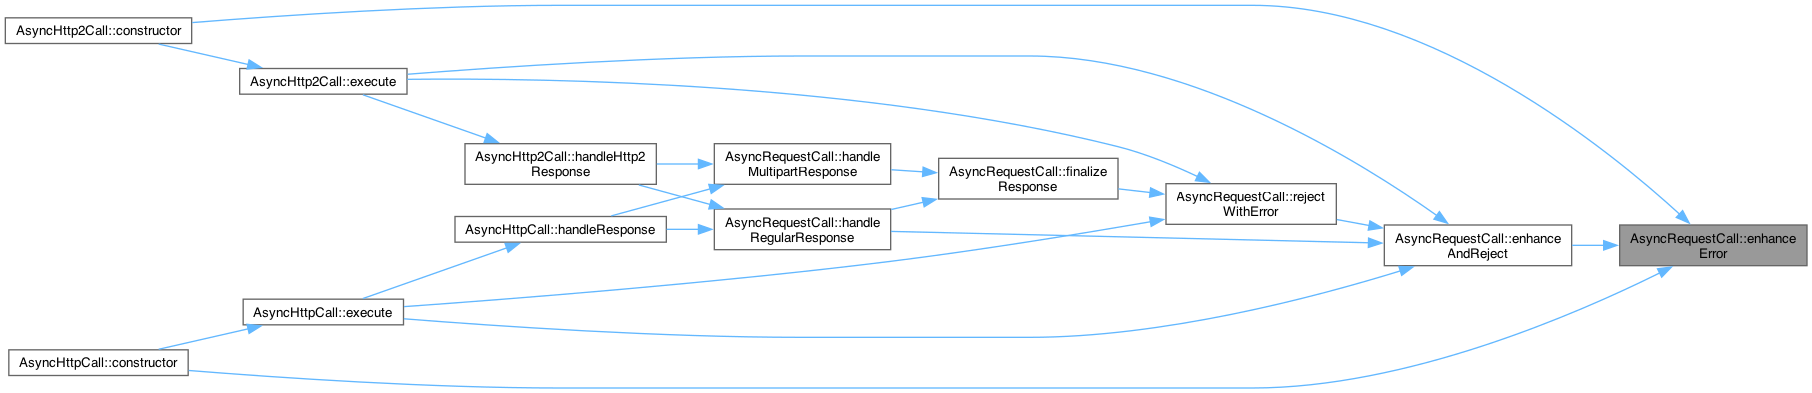 AsyncHttp2Call::constructor
AsyncHttp2Call::execute
AsyncHttp2Call::handleHttp2
Response
AsyncHttpCall::handleResponse
AsyncHttpCall::execute
AsyncHttpCall::constructor
AsyncRequestCall::handle
MultipartResponse
AsyncRequestCall::handle
RegularResponse
AsyncRequestCall::finalize
Response
AsyncRequestCall::reject
WithError
AsyncRequestCall::enhance
AndReject
AsyncRequestCall::enhance
Error